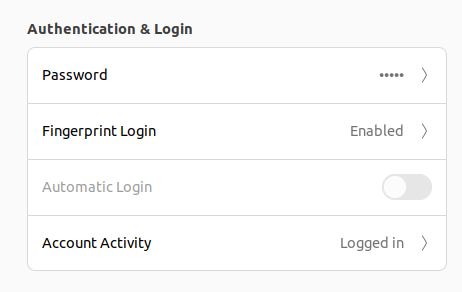 Authentication & Login
Password •••••
Fingerprint Login Enabled
Automatic Login
Account Activity Logged in